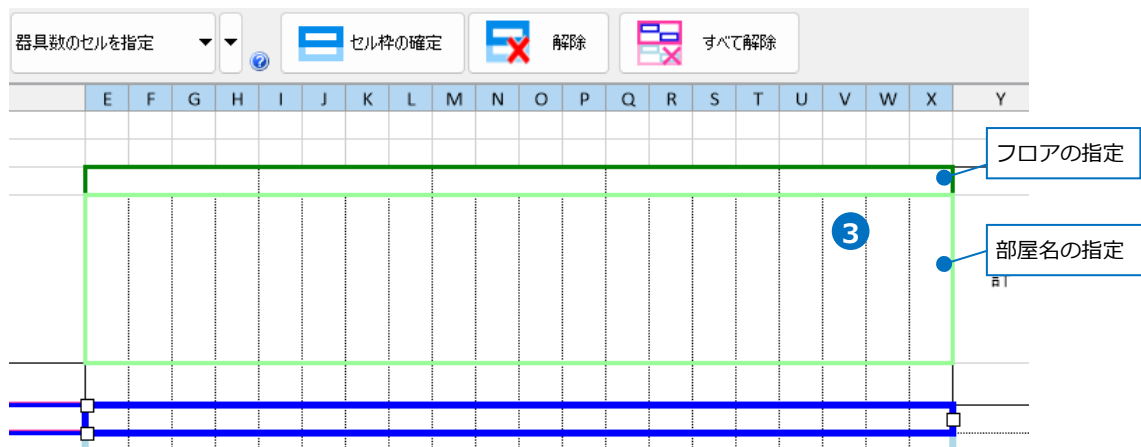 器具数のセルを指定 セル枠の確定 解除 すべて解除
E F G H I J K L M N O P Q R S T U V W X Y
フロアの指定
3
部屋名の指定
計